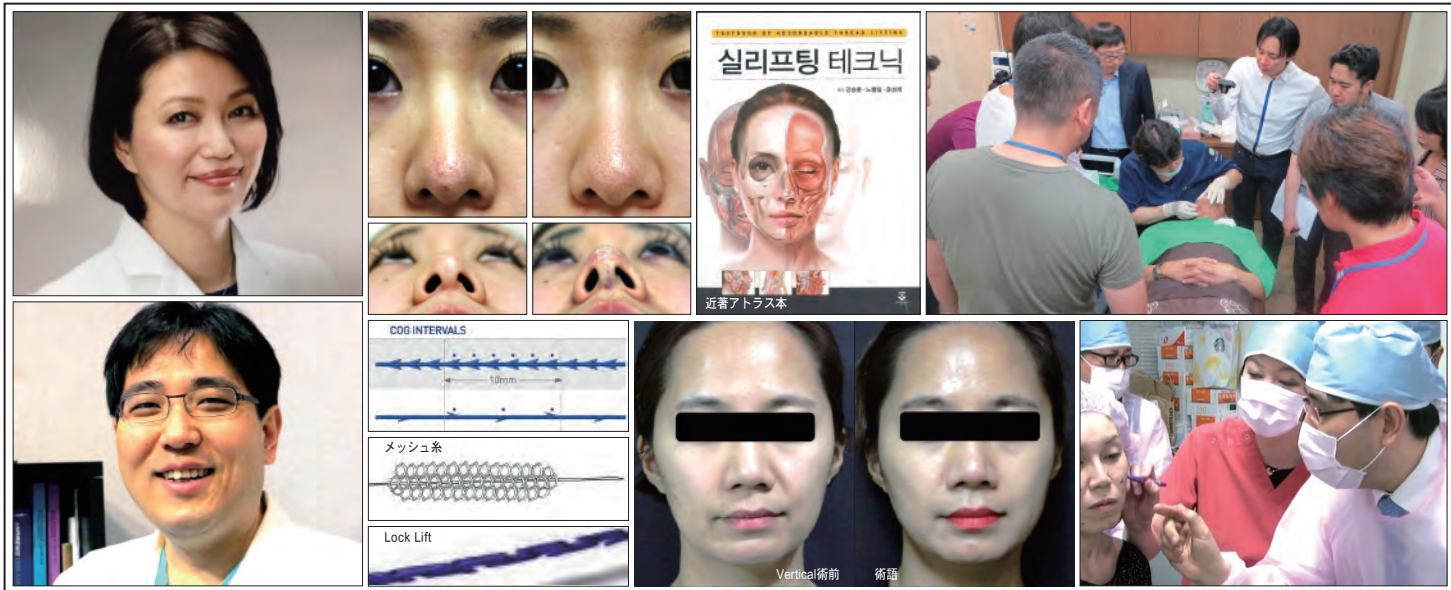 TEXTBOOK OF ABSORBABLE THREAD LIFTING
실리프팅 테크닉
近著アトラス本
COG INTERVALS
10mm
メッシュ糸
Lock Lift
Vertical術前
術語